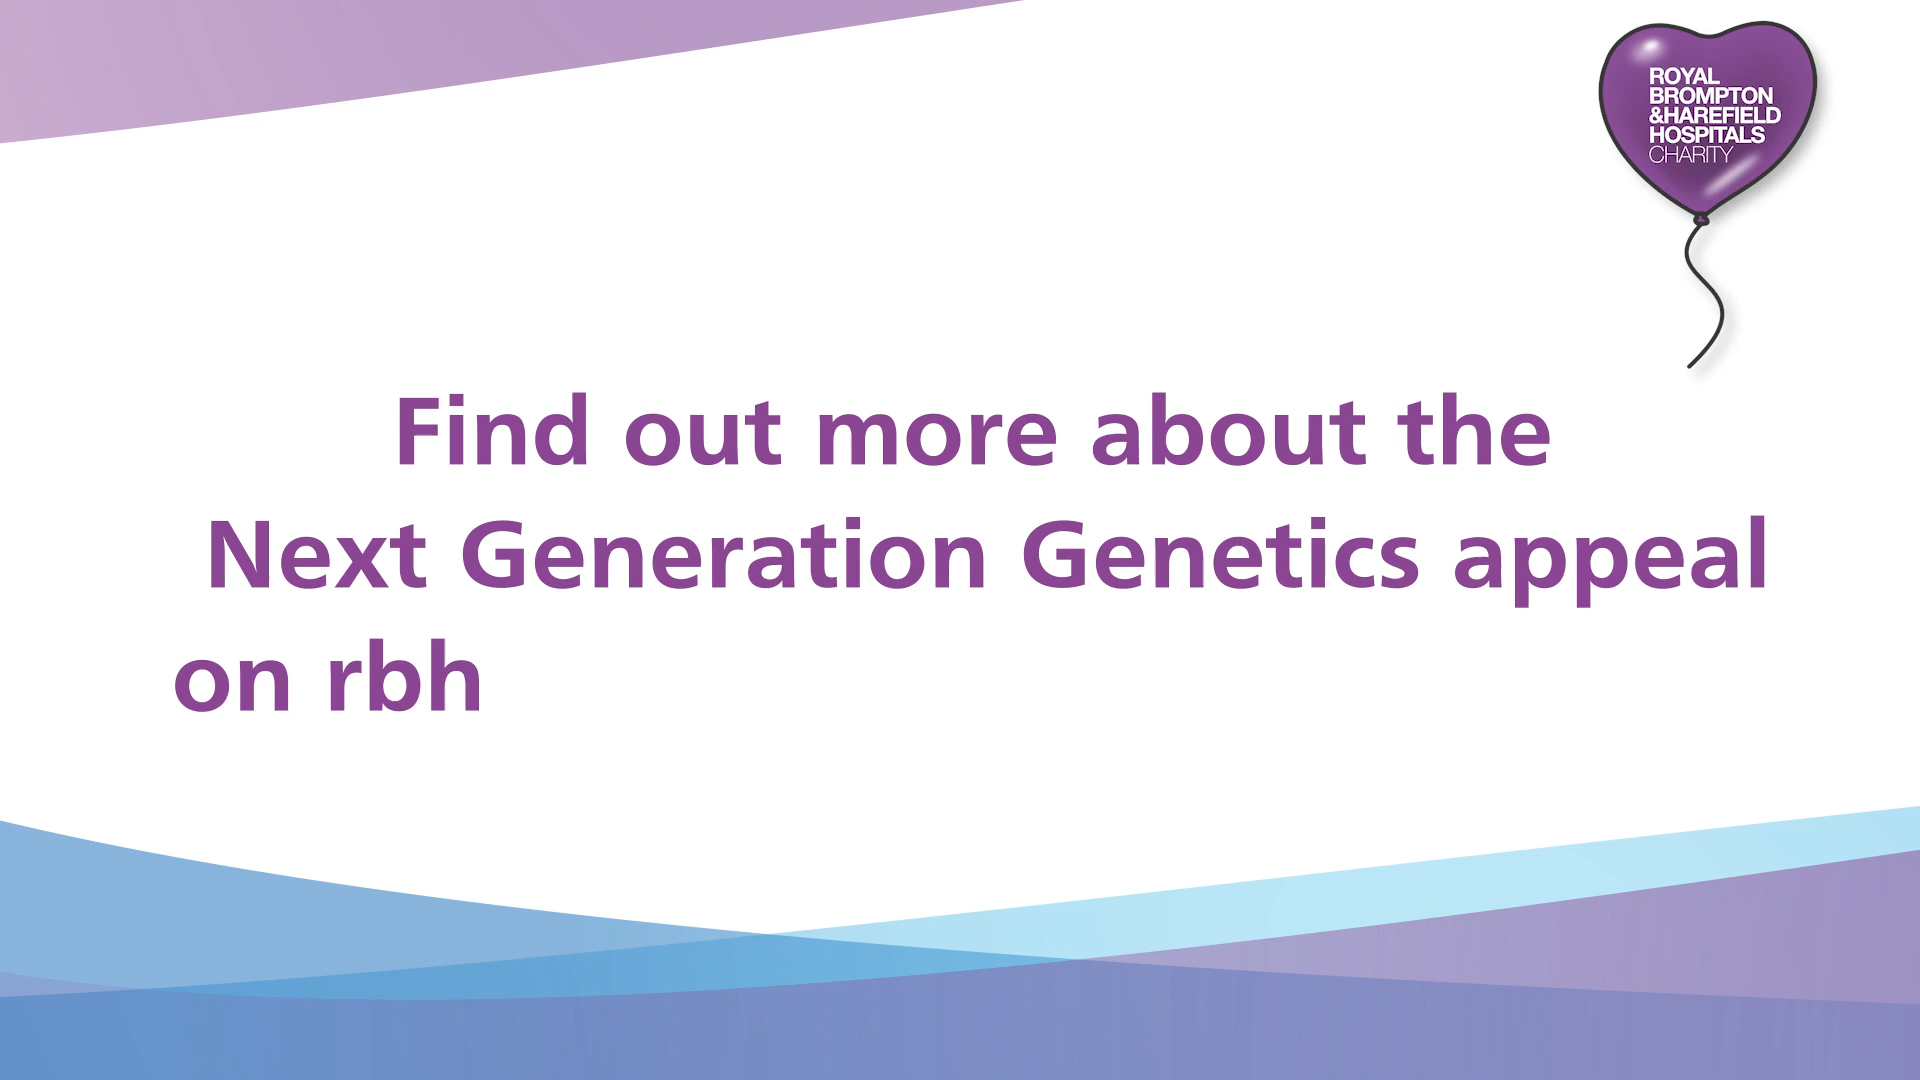 ROYAL
BROMPTON
&HAREFIELD
HOSPITALS
CHARITY
Find out more about the
Next Generation Genetics appeal
on rbh